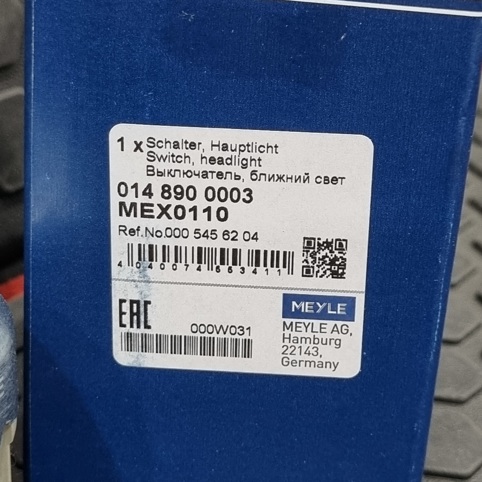 1 x Schalter, Hauptlicht
Switch, headlight
Выключатель, ближний свет
014 890 0003
MEX0110
Ref.No.000 545 62 04
4 040074 553411
EAC
000W031
MEYLE
MEYLE AG,
Hamburg
22143,
Germany